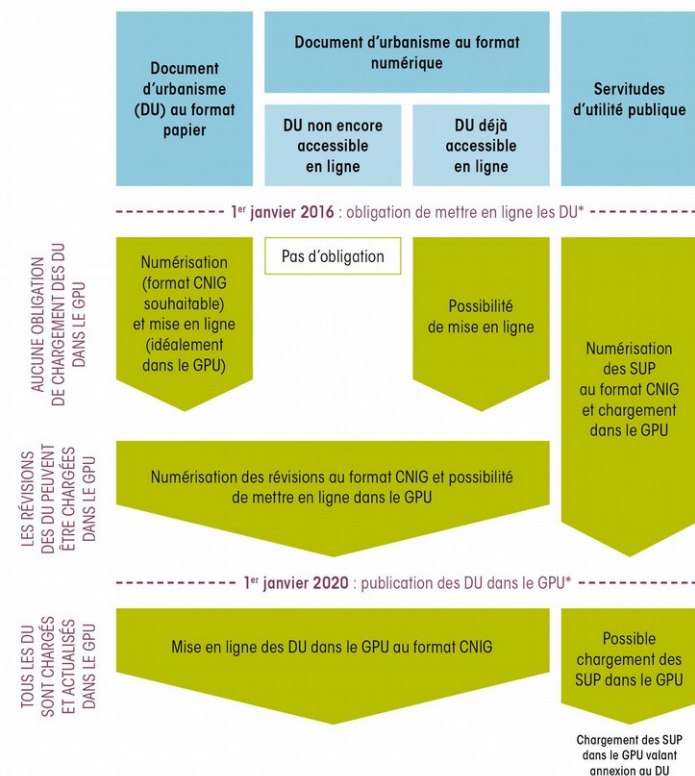 Document
d'urbanisme
(DU) au format
papier
Document d'urbanisme au format
numérique
DU non encore
accessible
en ligne
DU déjà
accessible
en ligne
Servitudes
d'utilité publique
1er janvier 2016 : obligation de mettre en ligne les DU*
AUCUNE OBLIGATION
DE CHARGEMENT DES DU
DANS LE GPU
Numérisation
(format CNIG
souhaitable)
et mise en ligne
(idéalement
dans le GPU)
Pas d'obligation
Possibilité
de mise en ligne
Numérisation
des SUP
au format CNIG
et chargement
dans le GPU
LES RÉVISIONS
DES DU PEUVENT
ÊTRE CHARGÉES
DANS LE GPU
Numérisation des révisions au format CNIG et possibilité
de mettre en ligne dans le GPU
1er janvier 2020 : publication des DU dans le GPU*
TOUS LES DU
SONT CHARGÉS
ET ACTUALISÉS
DANS LE GPU
Mise en ligne des DU dans le GPU au format CNIG
Possible
chargement des
SUP dans le GPU
Chargement des SUP
dans le GPU valant
annexion au DU